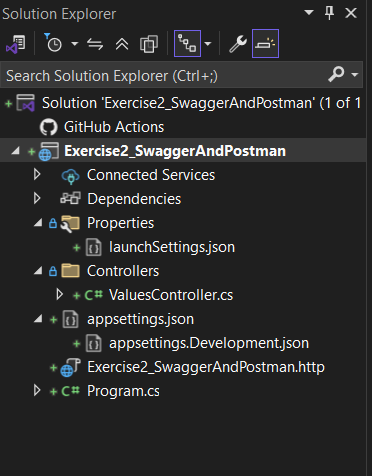 Solution Explorer
Search Solution Explorer (Ctrl+;)
Solution 'Exercise2_SwaggerAndPostman' (1 of 1
GitHub Actions
Exercise2_SwaggerAndPostman
Connected Services
Dependencies
Properties
launchSettings.json
Controllers
C# ValuesController.cs
appsettings.json
appsettings.Development.json
Exercise2_SwaggerAndPostman.http
C# Program.cs